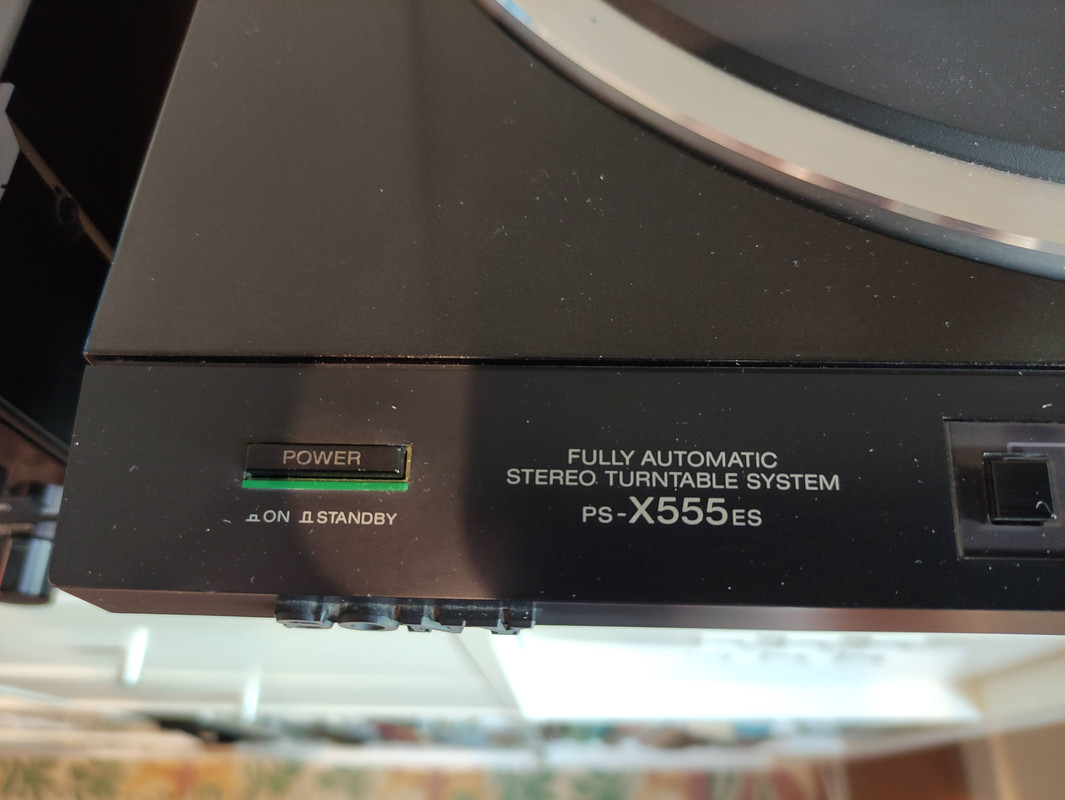 POWER
ON STANDBY
FULLY AUTOMATIC
STEREO TURNTABLE SYSTEM
PS-X555ES